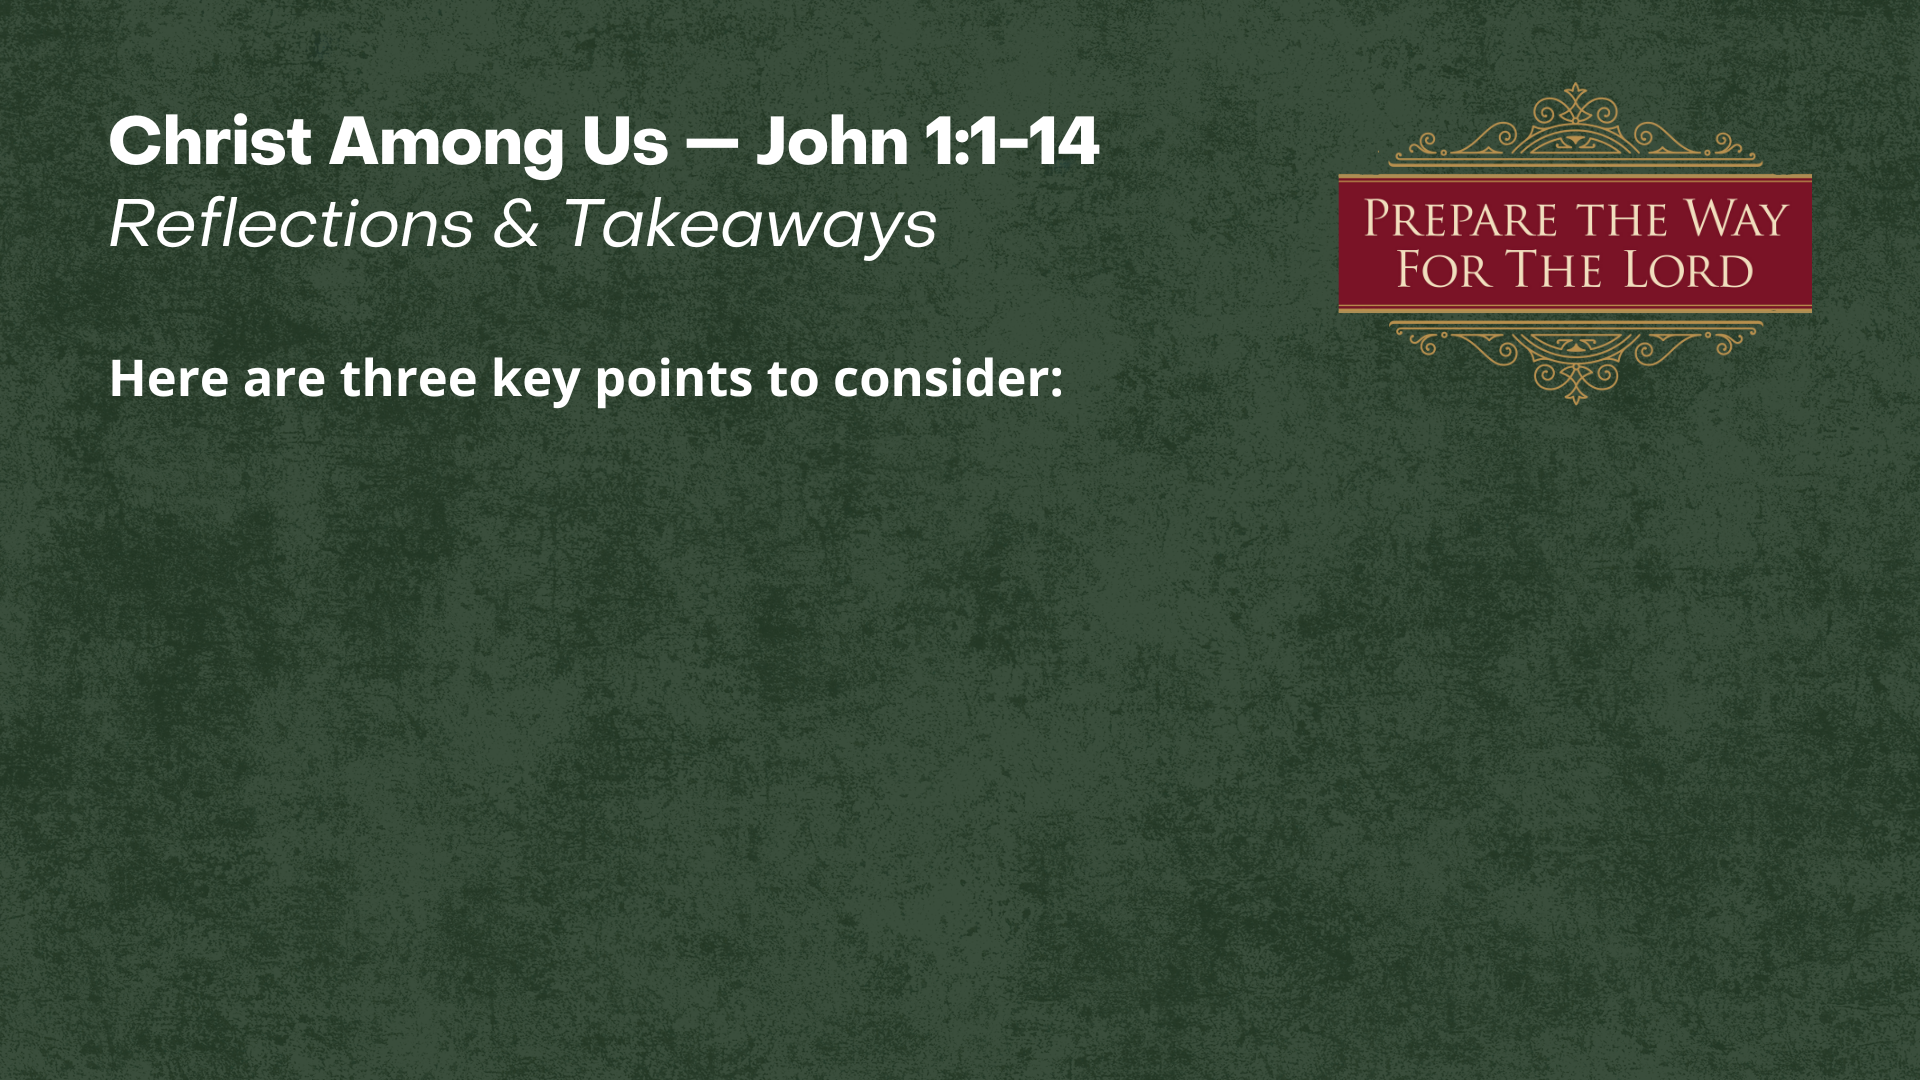 Christ Among Us — John 1:1-14
Reflections & Takeaways
Prepare the Way
For The Lord
Here are three key points to consider: